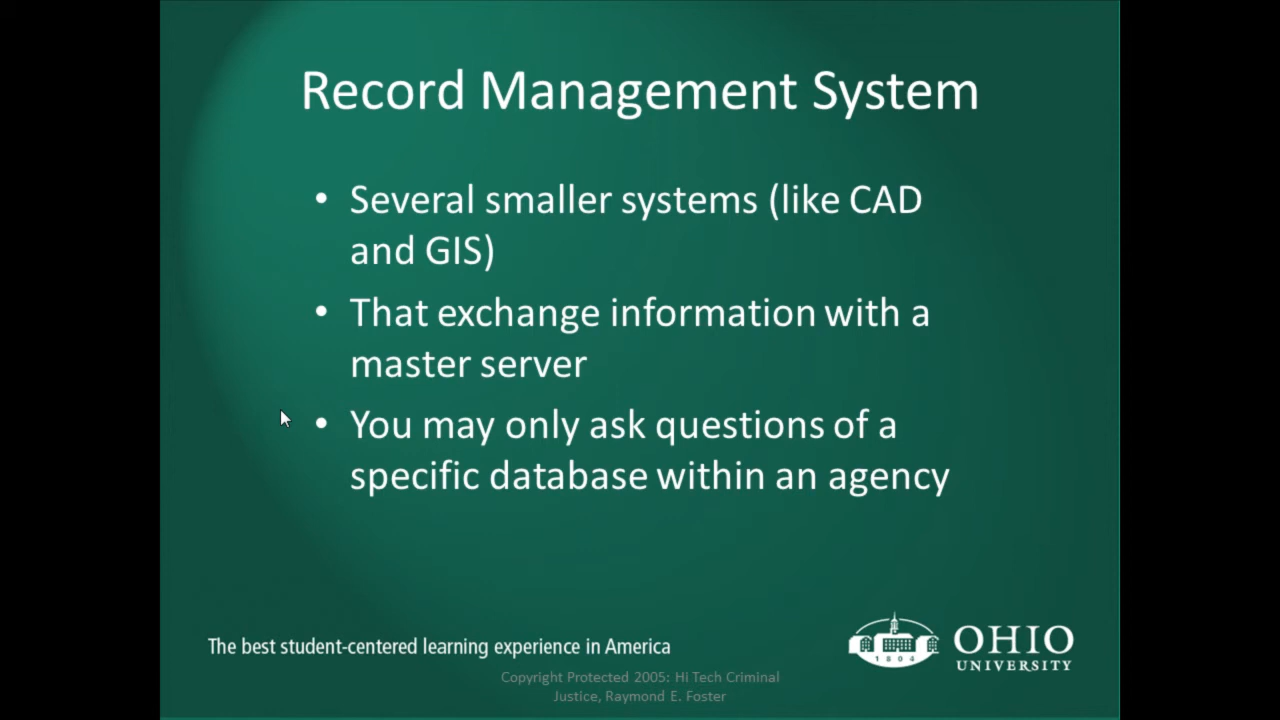 Record Management System
• Several smaller systems (like CAD
and GIS)
• That exchange information with a
master server
• You may only ask questions of a
specific database within an agency
The best student-centered learning experience in America
1804
OHIO
UNIVERSITY
Copyright Protected 2005: Hi Tech Criminal
Justice, Raymond E. Foster